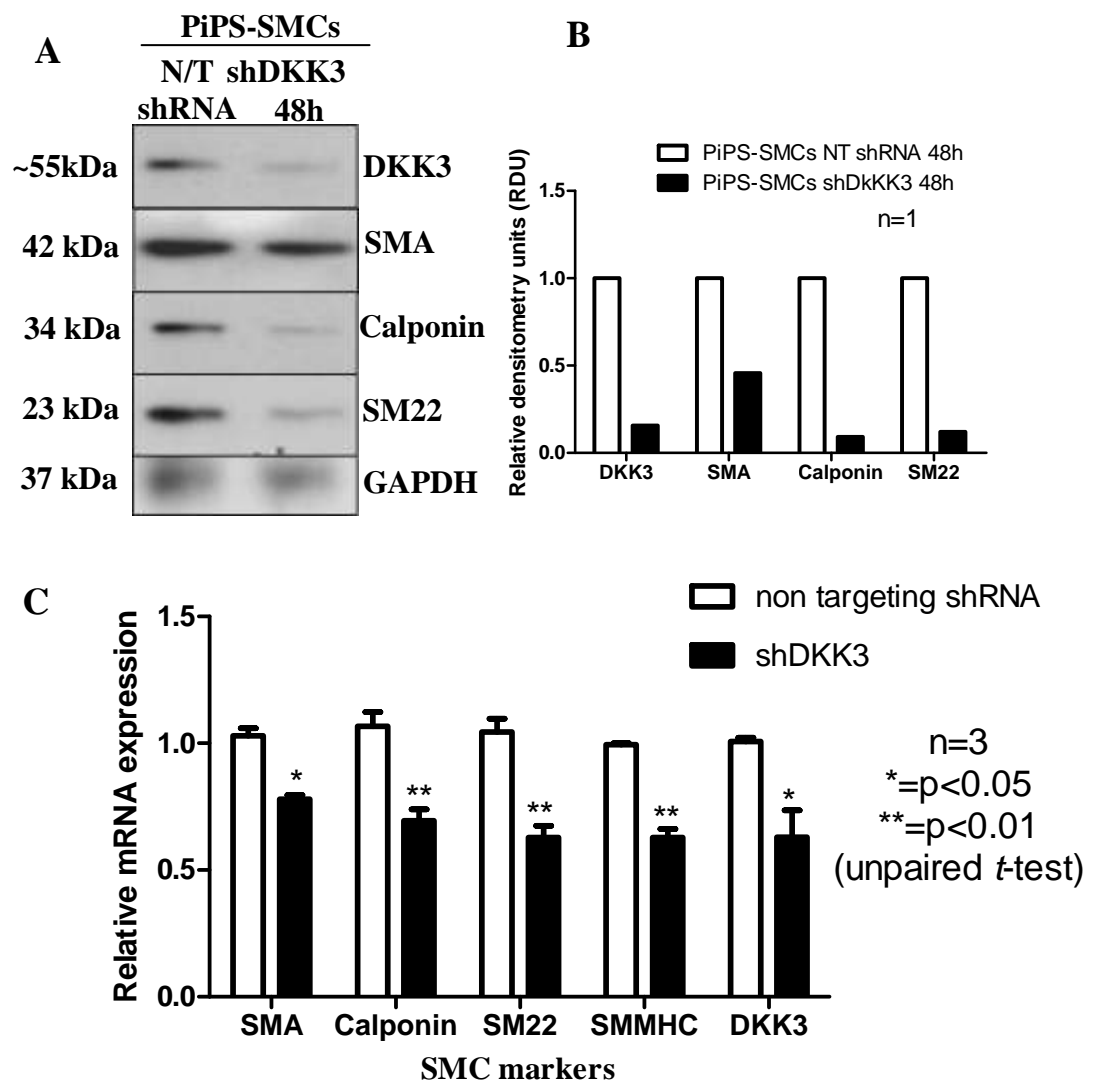 A
PiPS-SMCs
N/T shDKK3
shRNA 48h
~55kDa DKK3
42 kDa SMA
34 kDa Calponin
23 kDa SM22
37 kDa GAPDH
B
PiPS-SMCs NT shRNA 48h
PiPS-SMCs shDkKK3 48h
n=1
Relative densitometry units (RDU)
1.5
1.0
0.5
0.0
DKK3 SMA Calponin SM22
C
non targeting shRNA
shDKK3
Relative mRNA expression
1.5
1.0
0.5
0.0
* ** ** ** *
SMA Calponin SM22 SMMHC DKK3
SMC markers
n=3
*=p<0.05
**=p<0.01
(unpaired t-test)